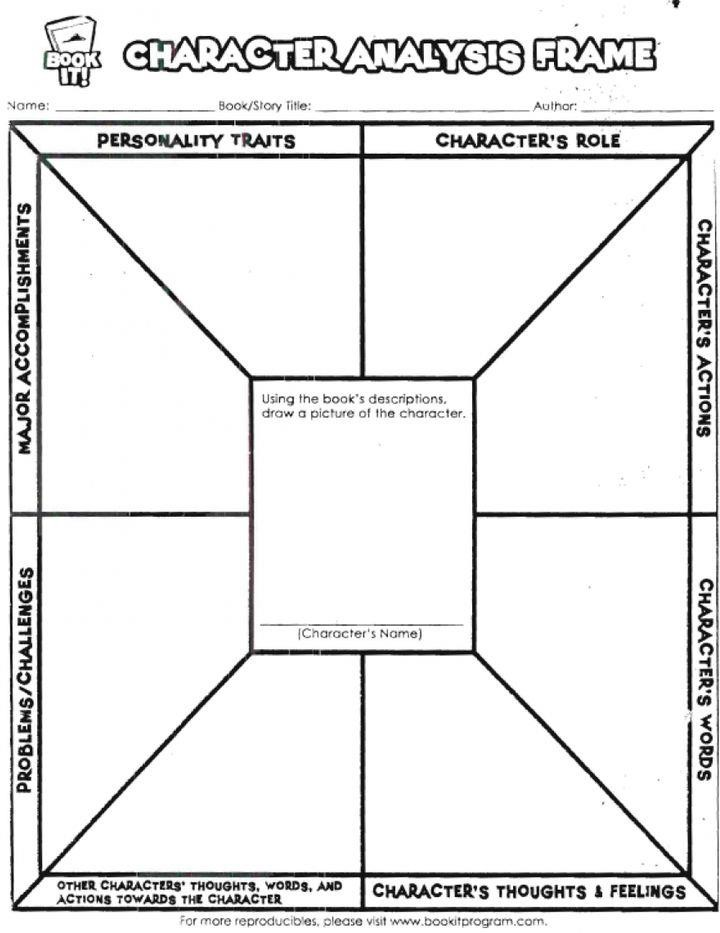 BOOK
IT!
CHARACTER ANALYSIS FRAME
Name: Book/Story Title: Author:
PERSONALITY TRAITS
CHARACTER'S ROLE
MAJOR ACCOMPLISHMENTS
CHARACTER'S ACTIONS
Using the book's descriptions,
draw a picture of the character.
(Character's Name)
PROBLEMS/CHALLENGES
CHARACTER'S WORDS
OTHER CHARACTERS' THOUGHTS, WORDS, AND
ACTIONS TOWARDS THE CHARACTER
CHARACTER'S THOUGHTS & FEELINGS
For more reproducibles, please visit www.bookitprogram.com.